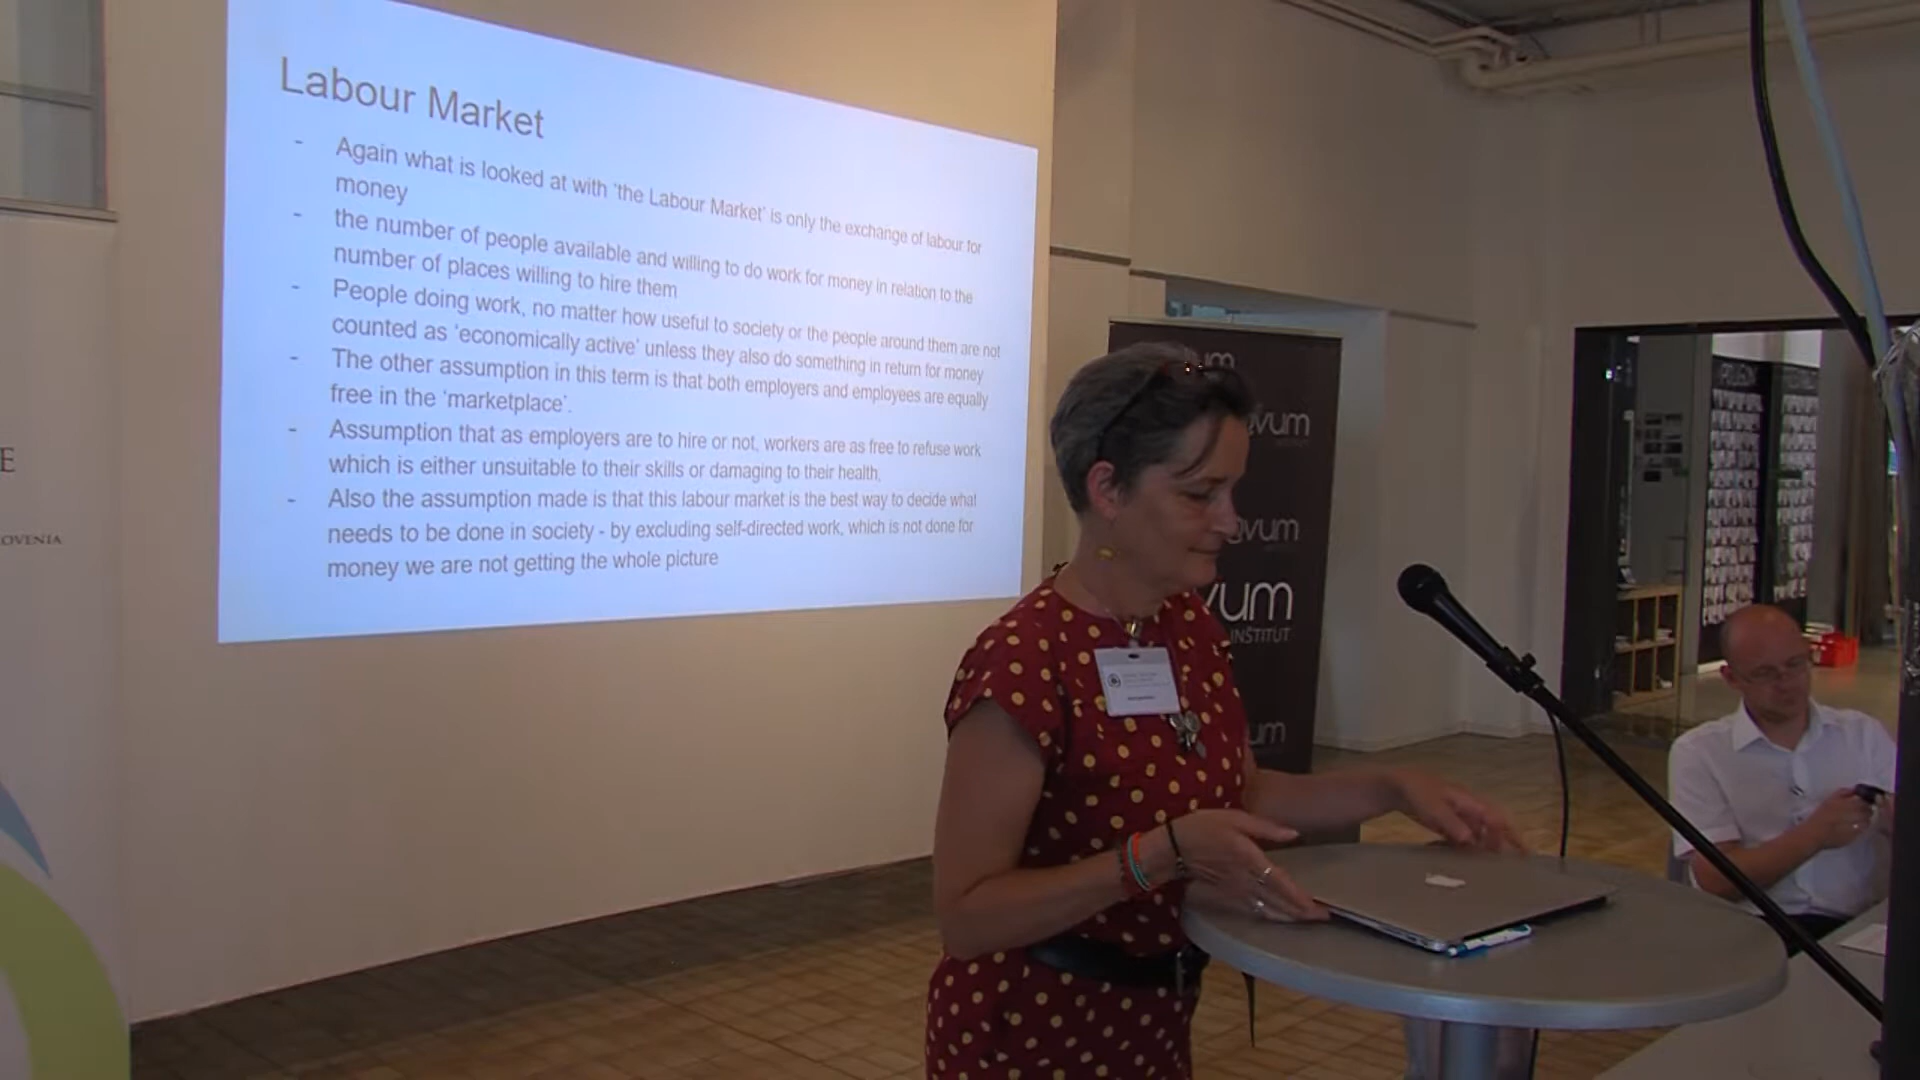 Labour Market
- Again what is looked at with 'the Labour Market' is only the exchange of labour for
money
- the number of people available and willing to do work for money in relation to the
number of places willing to hire them
- People doing work, no matter how useful to society or the people around them are not
counted as 'economically active' unless they also do something in return for money
- The other assumption in this term is that both employers and employees are equally
free in the 'marketplace'.
- Assumption that as employers are to hire or not, workers are as free to refuse work
which is either unsuitable to their skills or damaging to their health,
- Also the assumption made is that this labour market is the best way to decide what
needs to be done in society - by excluding self-directed work, which is not done for
money we are not getting the whole picture
E
OVENIA
um
ovum
ovum
vum
INŠTITUT
um